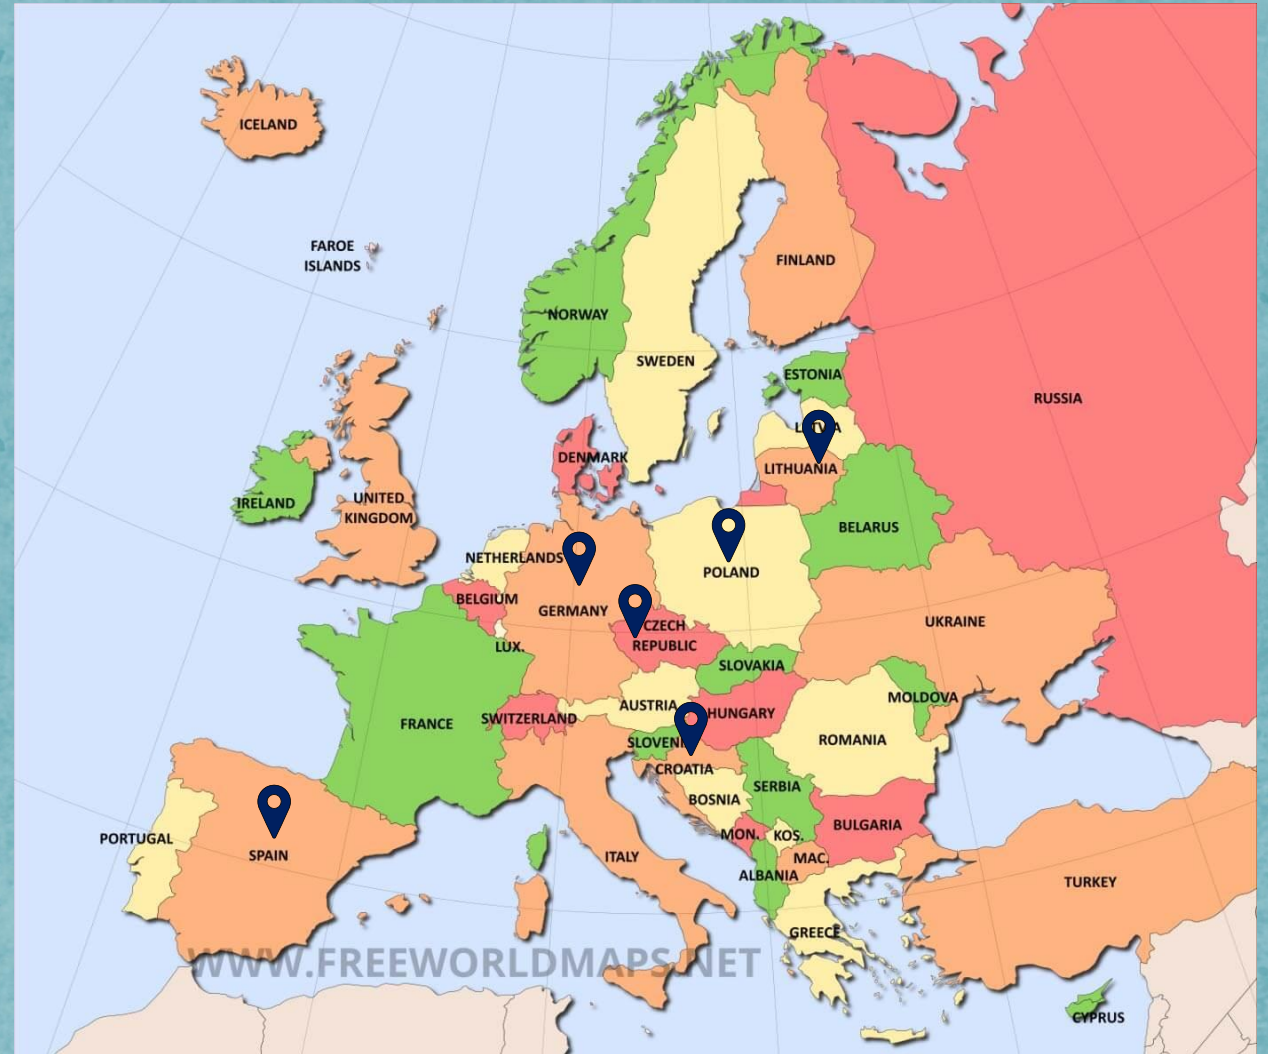 ICELAND
FAROE
ISLANDS
FINLAND
NORWAY
SWEDEN
ESTONIA
RUSSIA
LATVIA
DENMARK
LITHUANIA
IRELAND
UNITED
KINGDOM
BELARUS
NETHERLANDS
POLAND
BELGIUM
GERMANY
UKRAINE
CZECH
REPUBLIC
LUX.
SLOVAKIA
MOLDOVA
AUSTRIA
HUNGARY
SWITZERLAND
FRANCE
ROMANIA
SLOVENI
CROATIA
SERBIA
BOSNIA
BULGARIA
MON.
KOS.
PORTUGAL
SPAIN
ITALY
MAC.
ALBANIA
TURKEY
GREECE
WWW.FREEWORLDMAPS.NET
CYPRUS